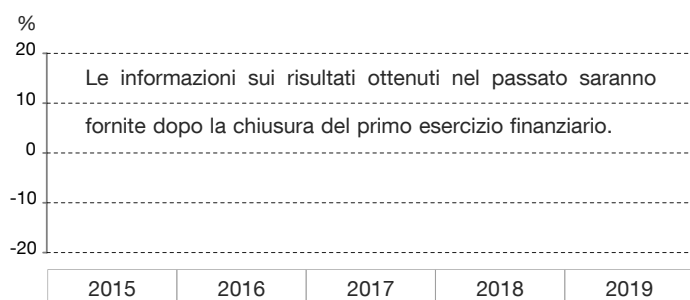 %
20
Le informazioni sui risultati ottenuti nel passato saranno
10
fornite dopo la chiusura del primo esercizio finanziario.
0
-10
-20
2015 2016 2017 2018 2019